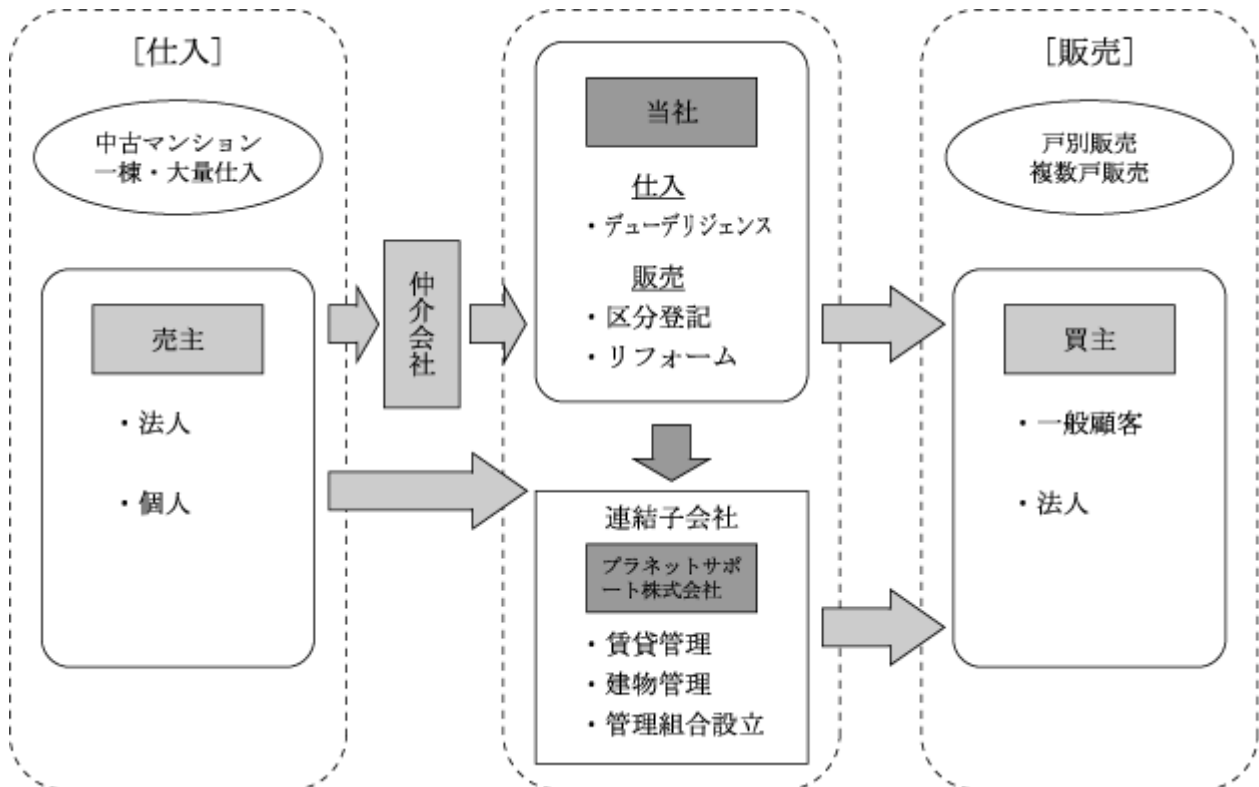 ［仕入］
中古マンション
一棟・大量仕入
売主
・法人
・個人
仲介会社
当社
仕入
・デューデリジェンス
販売
・区分登記
・リフォーム
連結子会社
プラネットサポ
ート株式会社
・賃貸管理
・建物管理
・管理組合設立
［販売］
戸別販売
複数戸販売
買主
・一般顧客
・法人